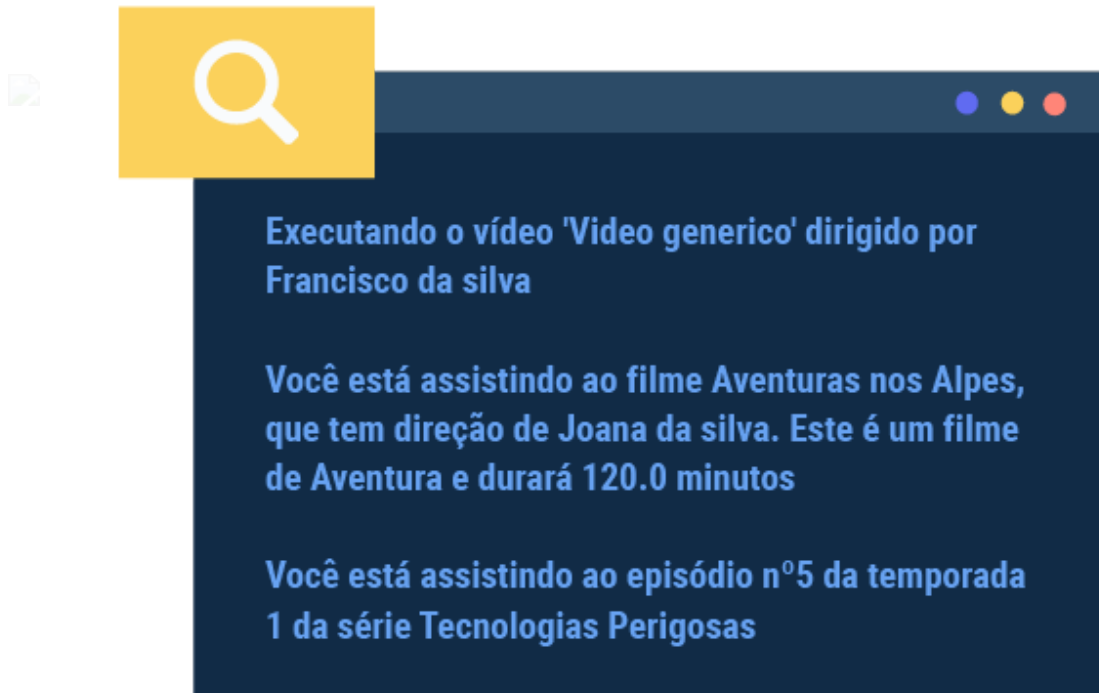 Executando o vídeo 'Video generico' dirigido por
Francisco da silva
Você está assistindo ao filme Aventuras nos Alpes,
que tem direção de Joana da silva. Este é um filme
de Aventura e durará 120.0 minutos
Você está assistindo ao episódio nº5 da temporada
1 da série Tecnologias Perigosas